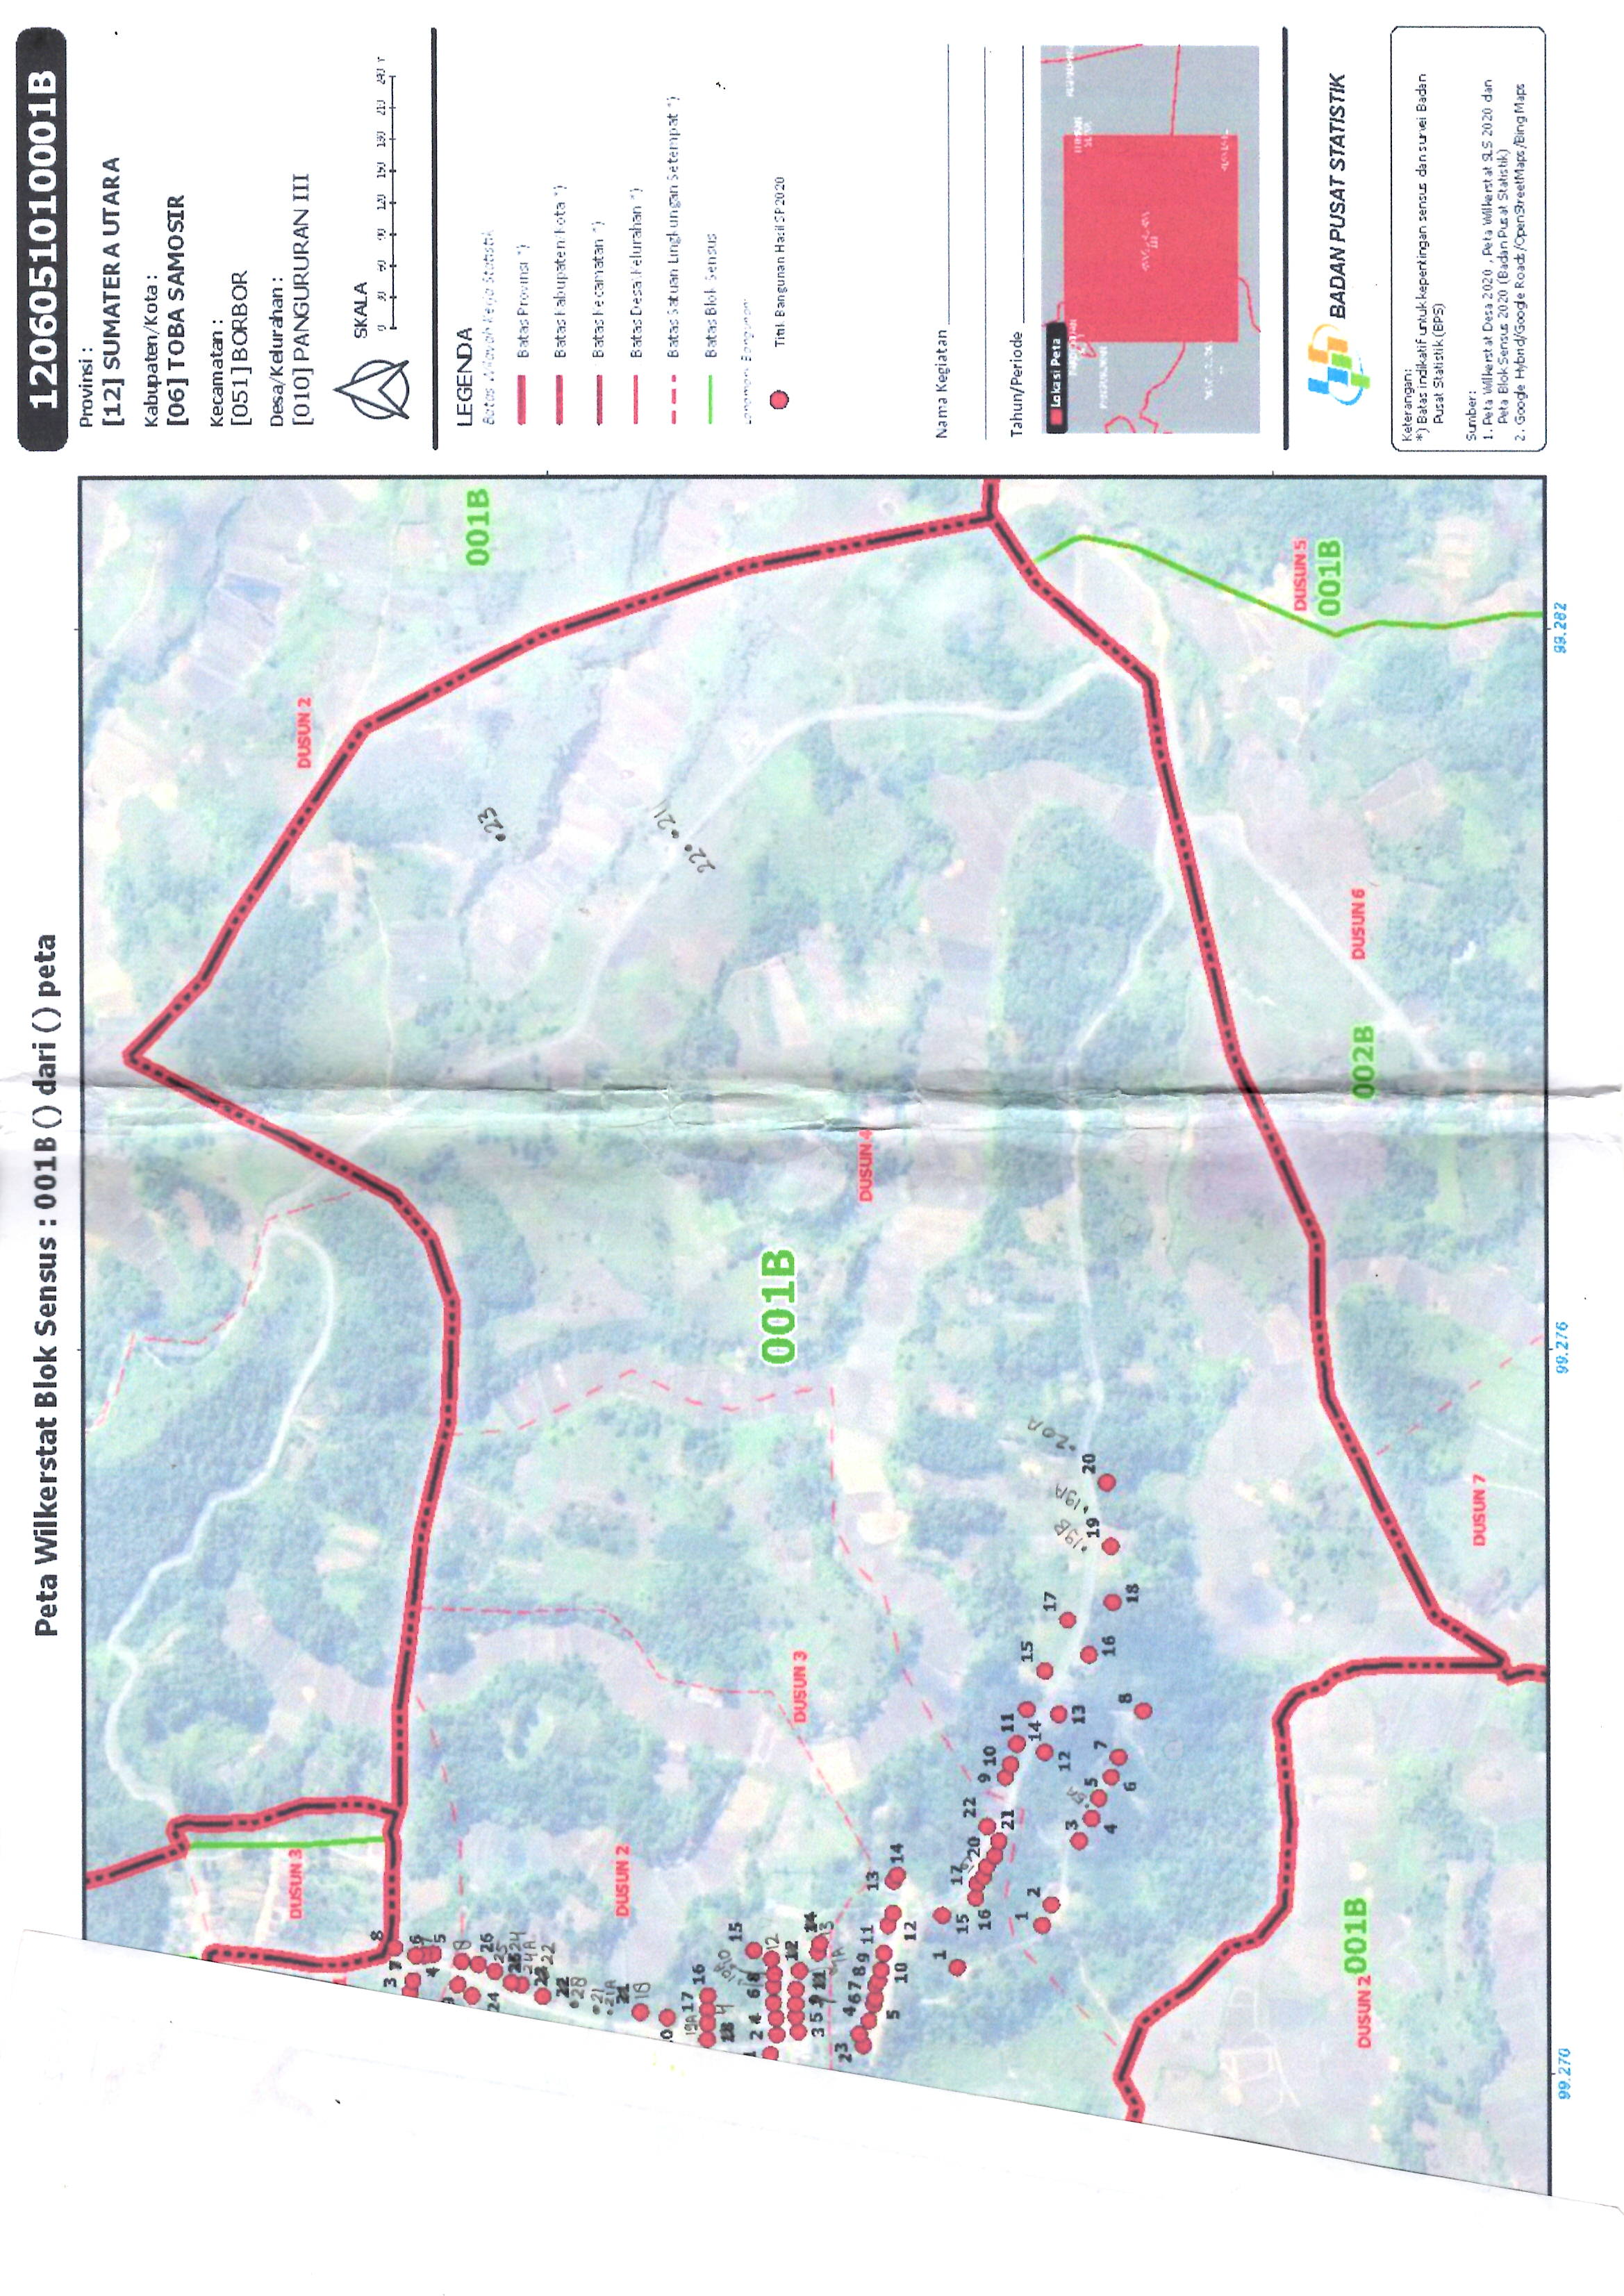 Peta Wilkerstat Blok Sensus : 001B () dari () peta
1206051010001B
Provinsi :
[12] SUMATERA UTARA
Kabupaten/Kota :
[06] TOBA SAMOSIR
Kecamatan :
[051] BORBOR
Desa/Kelurahan :
[010] PANGURURAN III
SKALA
0 30 60 90 120 150 180 210 240
LEGENDA
Batas Wilayah Kerja Statistik
Batas Provinsi *)
Batas Kabupaten/Kota *)
Batas Kecamatan *)
Batas Desa\Kelurahan *)
Batas Satuan Lingkungan Setempat *)
Batas Blok Sensus
Landmark Bangunan
Titik Bangunan Hasil SP2020
Nama Kegiatan
Tahun/Periode
Lokasi Peta
BADAN PUSAT STATISTIK
Keterangan:
*) Batas indikatif untuk kepentingan sensus dan survei Badan
Pusat Statistik (BPS)
Sumber:
1. Peta Wilkerstat Desa 2020 , Peta Wilkerstat SLS 2020 dan
Peta Blok Sensus 2020 (Badan Pusat Statistik)
2. Google Hybrid/Google Roads/OpenStreetMaps/Bing Maps
DUSUN 3
DUSUN 2
001B
23
DUSUN 2
21
22
001B
DUSUN 3
DUSUN 4
8
3 7
6
4
5
8
24
26
25
24
24A
22
22
28
21
21A
21
18
19A 17
16
15
2 4 6 8
12
12
3 5
11
14
13
2 3
4 6 7 8 9 11
13
5
10
12
14
1
15
17
20
22
16
21
9 10
11
1
2
14
15
12
13
17
3
5A
5
4
6
7
8
16
18
19B
19
19A
20
20A
DUSUN 2 001B
DUSUN 7
002B
DUSUN 6
DUSUN 5
001B
99.270
99.276
99.282